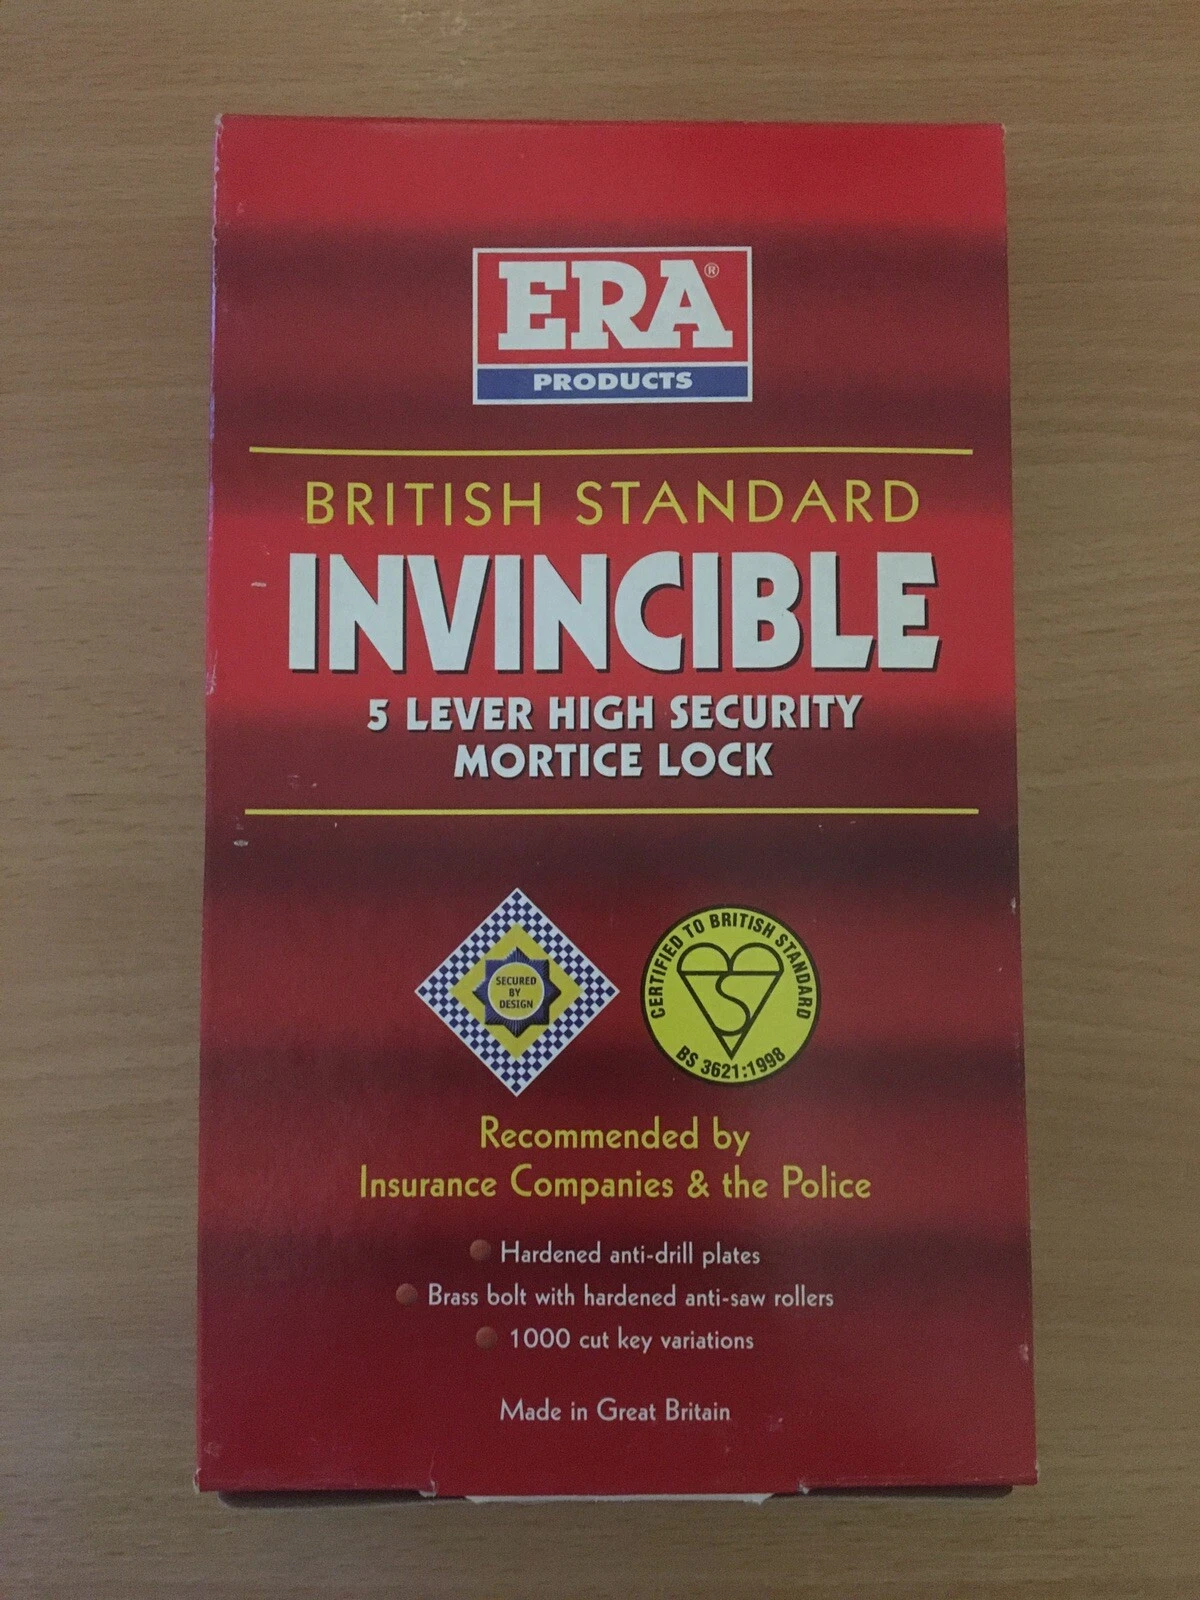 ERA®
PRODUCTS
BRITISH STANDARD
INVINCIBLE
5 LEVER HIGH SECURITY
MORTICE LOCK
SECURED
BY
DESIGN
CERTIFIED TO BRITISH STANDARD
S
BS 3621:1998
Recommended by
Insurance Companies & the Police
Hardened anti-drill plates
Brass bolt with hardened anti-saw rollers
1000 cut key variations
Made in Great Britain